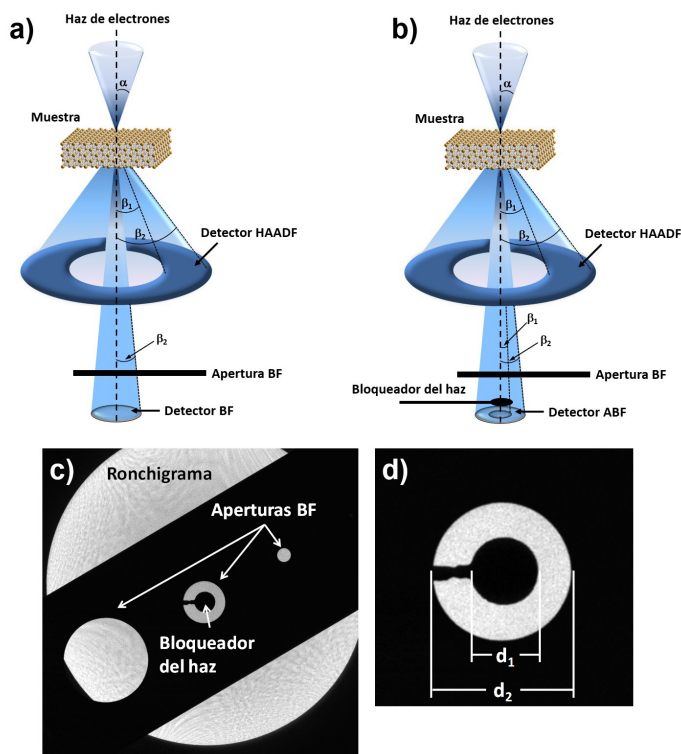 a)
Haz de electrones
α
Muestra
β1
β2
Detector HAADF
β2
Apertura BF
Detector BF
b)
Haz de electrones
α
Muestra
β1
β2
Detector HAADF
β1
β2
Apertura BF
Bloqueador del haz
Detector ABF
c)
Ronchigrama
Aperturas BF
Bloqueador
del haz
d)
d1
d2